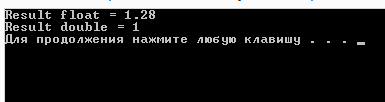 Result float = 1.28
Result double = 1
Для продолжения нажмите любую клавишу . . .